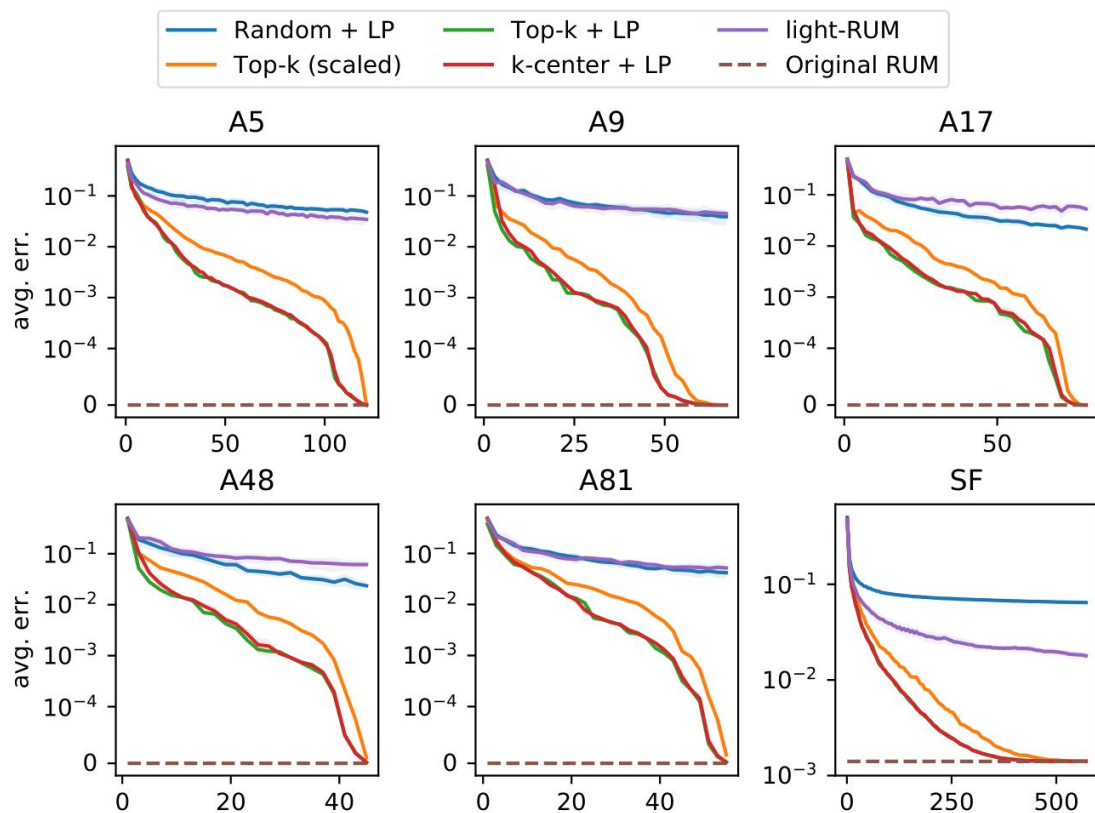 Random + LP Top-k + LP light-RUM
Top-k (scaled) k-center + LP Original RUM
A5 A9 A17
avg. err.
10⁻¹ 10⁻¹ 10⁻¹
10⁻² 10⁻² 10⁻²
10⁻³ 10⁻³ 10⁻³
10⁻⁴ 10⁻⁴ 10⁻⁴
0 0 0
0 50 100 0 25 50 0 50
A48 A81 SF
avg. err.
10⁻¹ 10⁻¹ 10⁻¹
10⁻² 10⁻² 10⁻²
10⁻³ 10⁻³
10⁻⁴ 10⁻⁴
0 0 10⁻³
0 20 40 0 20 40 0 250 500